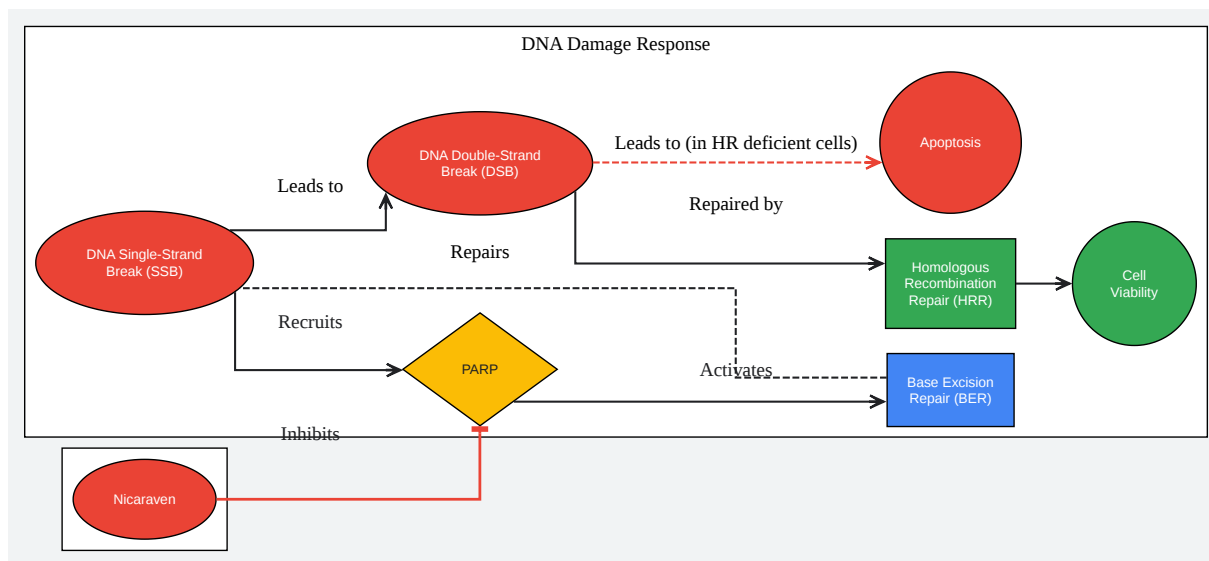 DNA Damage Response
Leads to (in HR deficient cells)
Apoptosis
DNA Double-Strand
Break (DSB)
Leads to
Repaired by
DNA Single-Strand
Break (SSB)
Repairs
Homologous
Recombination
Repair (HRR)
Cell
Viability
Recruits
PARP
Activates
Base Excision
Repair (BER)
Inhibits
Nicaraven